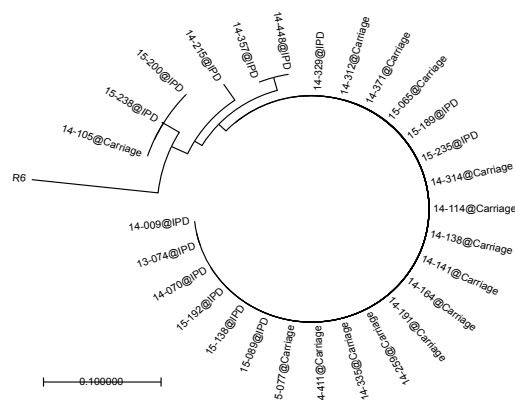 R6
14-105@Carriage
15-238@IPD
15-200@IPD
14-215@IPD
14-357@IPD
14-448@IPD
14-329@IPD
14-312@Carriage
14-371@Carriage
15-065@Carriage
15-189@IPD
15-235@IPD
14-314@Carriage
14-114@Carriage
14-138@Carriage
14-141@Carriage
14-164@Carriage
14-191@Carriage
14-259@Carriage
14-335@Carriage
4-411@Carriage
5-077@Carriage
15-089@IPD
15-138@IPD
15-192@IPD
14-070@IPD
13-074@IPD
14-009@IPD
0.100000